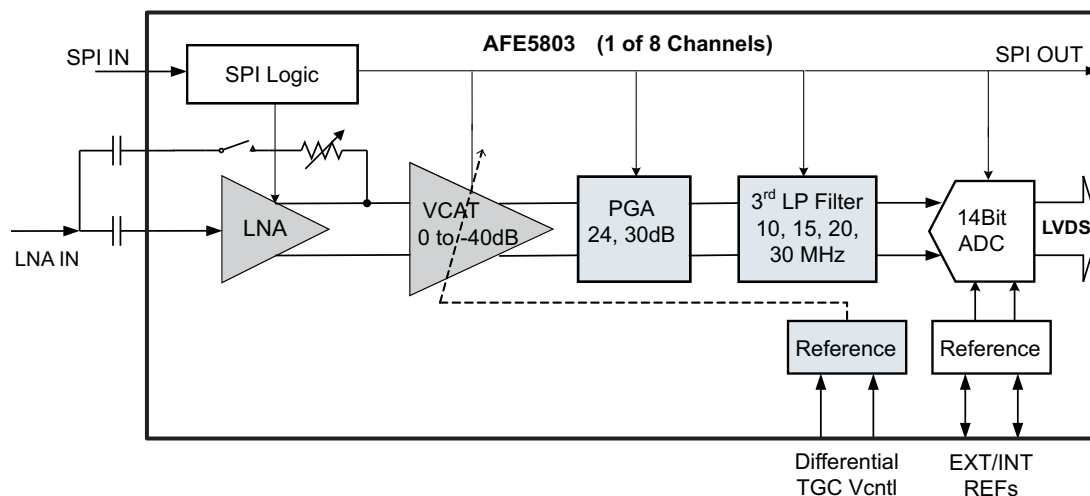 AFE5803 (1 of 8 Channels)
SPI IN
SPI Logic
SPI OUT
LNA IN
LNA
VCAT
0 to -40dB
PGA
24, 30dB
3rd LP Filter
10, 15, 20,
30 MHz
14Bit
ADC
LVDS
Reference
Reference
Differential
TGC Vcntl
EXT/INT
REFs